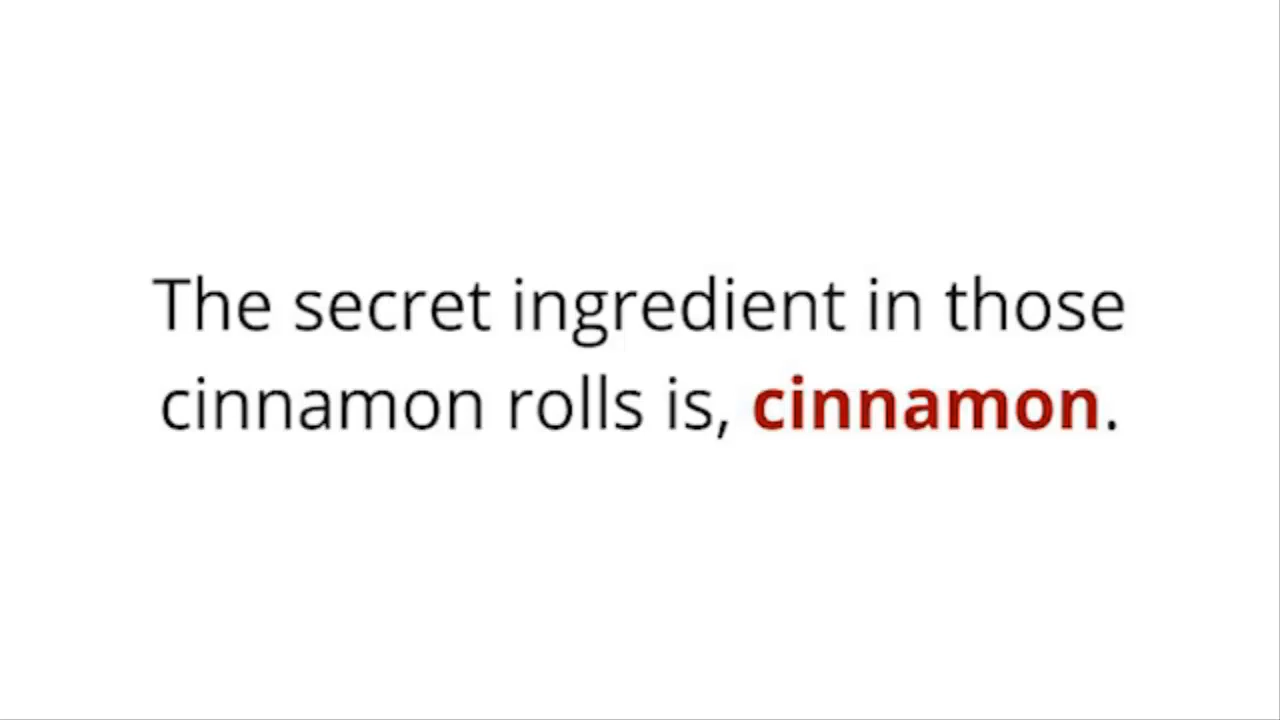 The secret ingredient in those
cinnamon rolls is, cinnamon.